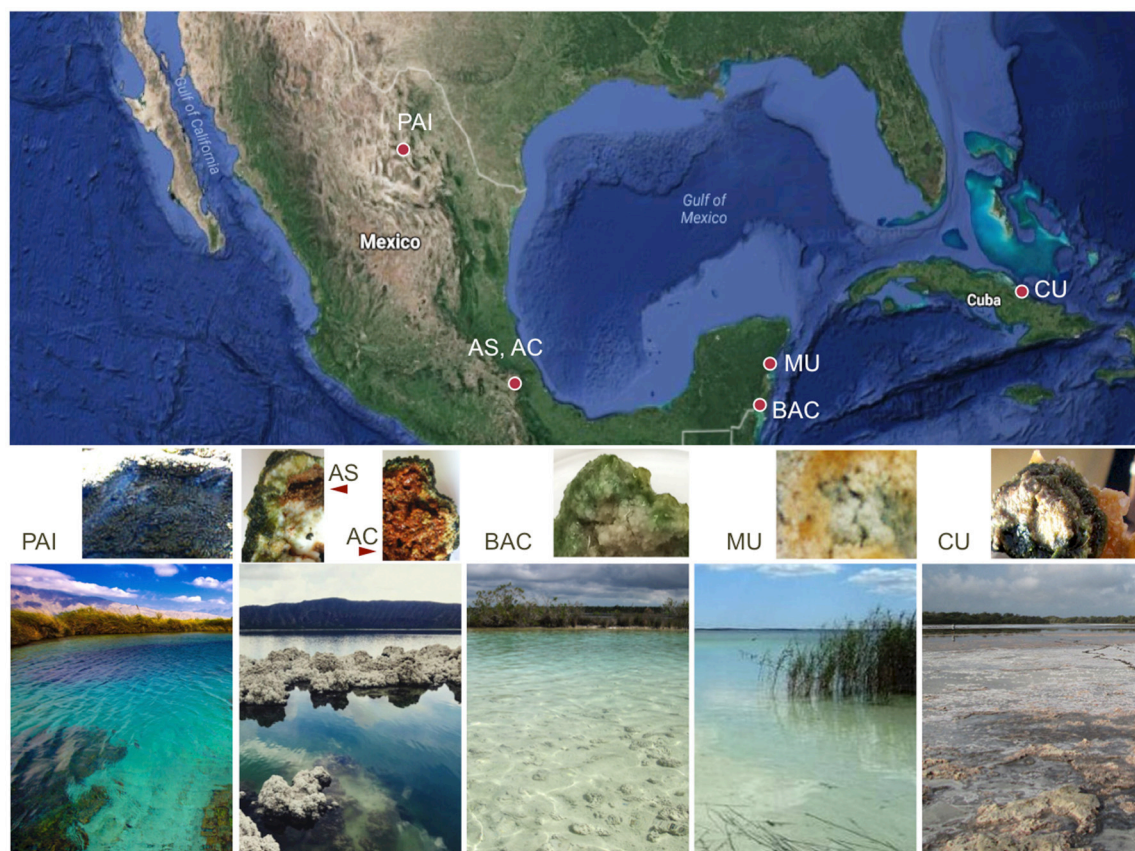 Gulf of California
PAI
Gulf of
Mexico
Mexico
Cuba
CU
AS, AC
MU
BAC
PAI
AS
AC
BAC
MU
CU